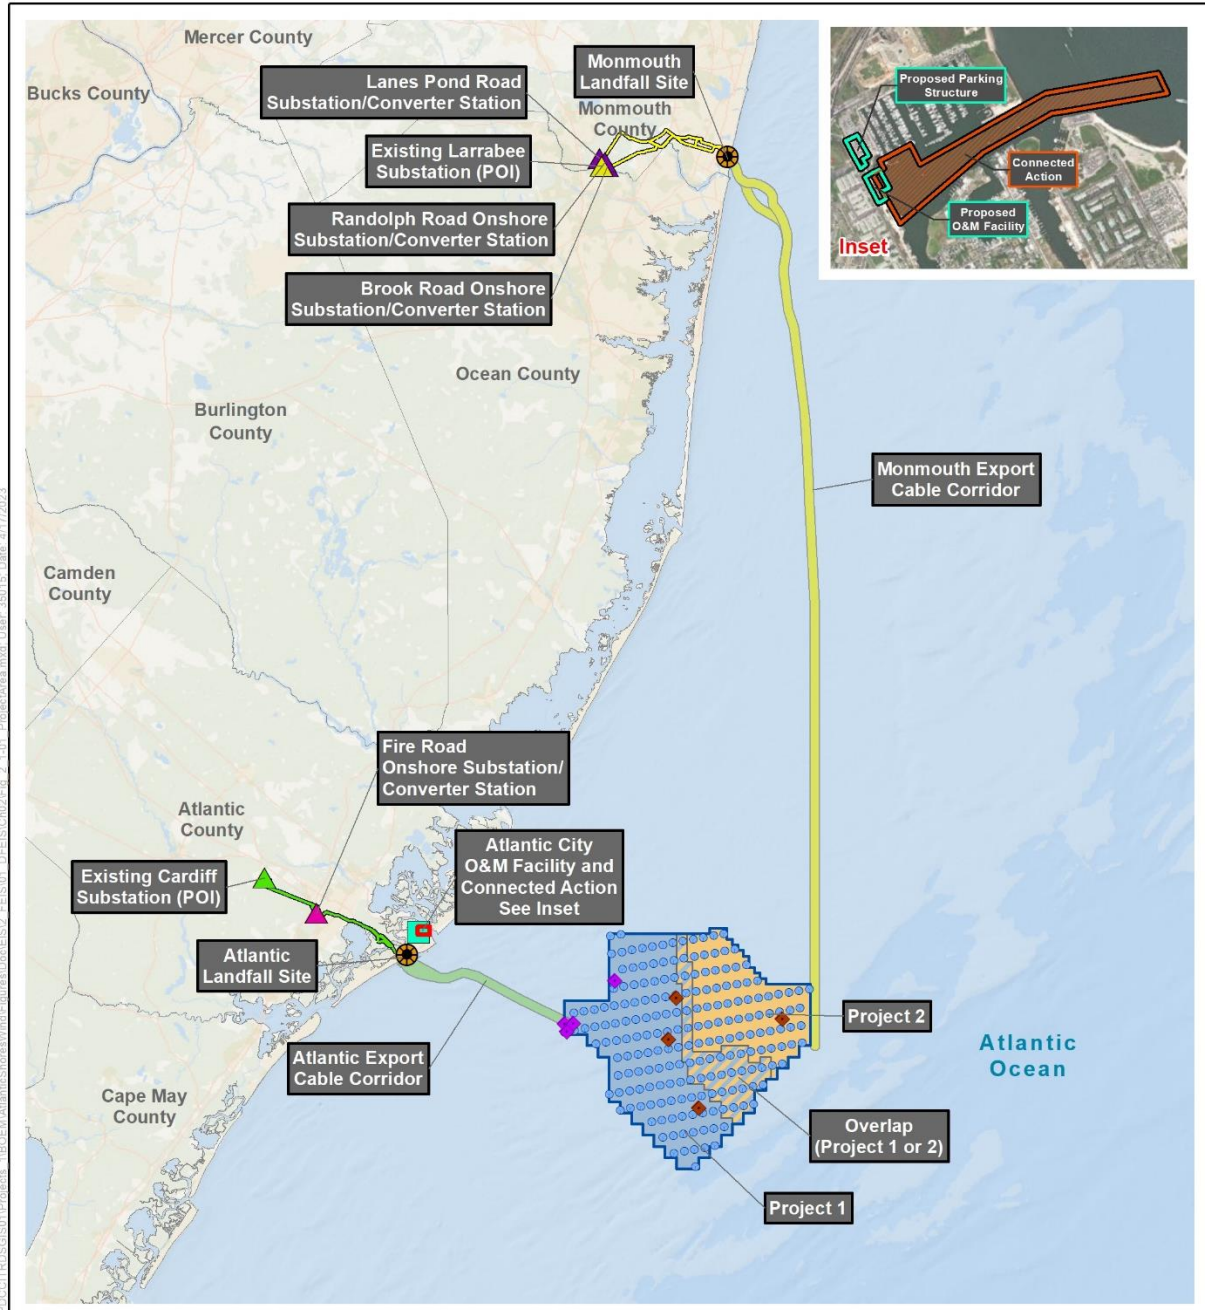 Mercer County
Bucks County
Lanes Pond Road
Substation/Converter Station
Monmouth
Landfall Site
Monmouth
County
Existing Larrabee
Substation (POI)
Randolph Road Onshore
Substation/Converter Station
Brook Road Onshore
Substation/Converter Station
Proposed Parking
Structure
Connected
Action
Proposed
O&M Facility
Inset
Ocean County
Burlington
County
Monmouth Export
Cable Corridor
Camden
County
Fire Road
Onshore Substation/
Converter Station
Atlantic
County
Existing Cardiff
Substation (POI)
Atlantic City
O&M Facility and
Connected Action
See Inset
Atlantic
Landfall Site
Atlantic Export
Cable Corridor
Project 2
Atlantic
Ocean
Cape May
County
Overlap
(Project 1 or 2)
Project 1